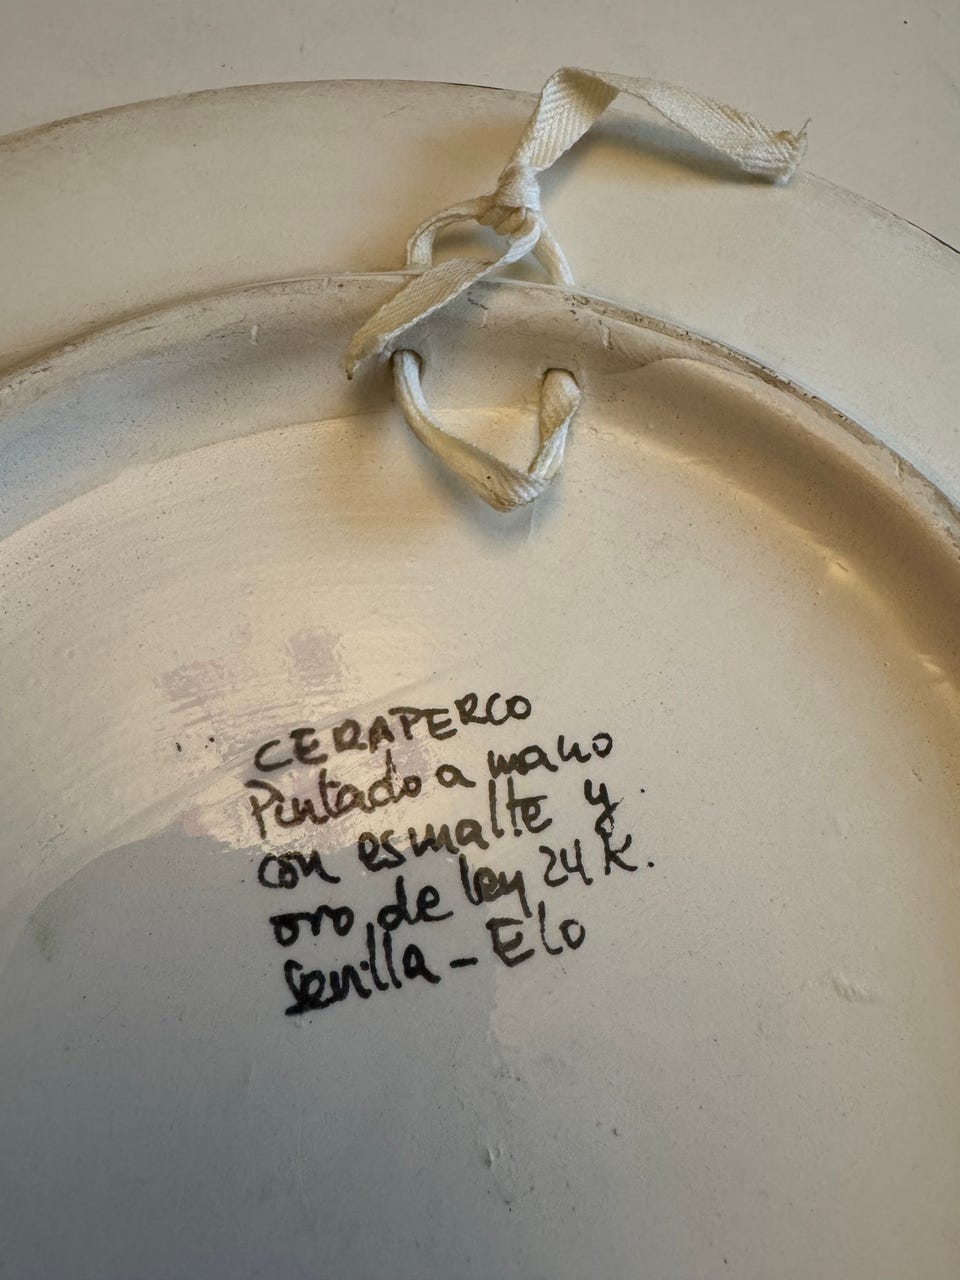 CERAPERCO
Pintado a mano
con esmalte y
oro de ley 24 K.
Sevilla - Elo